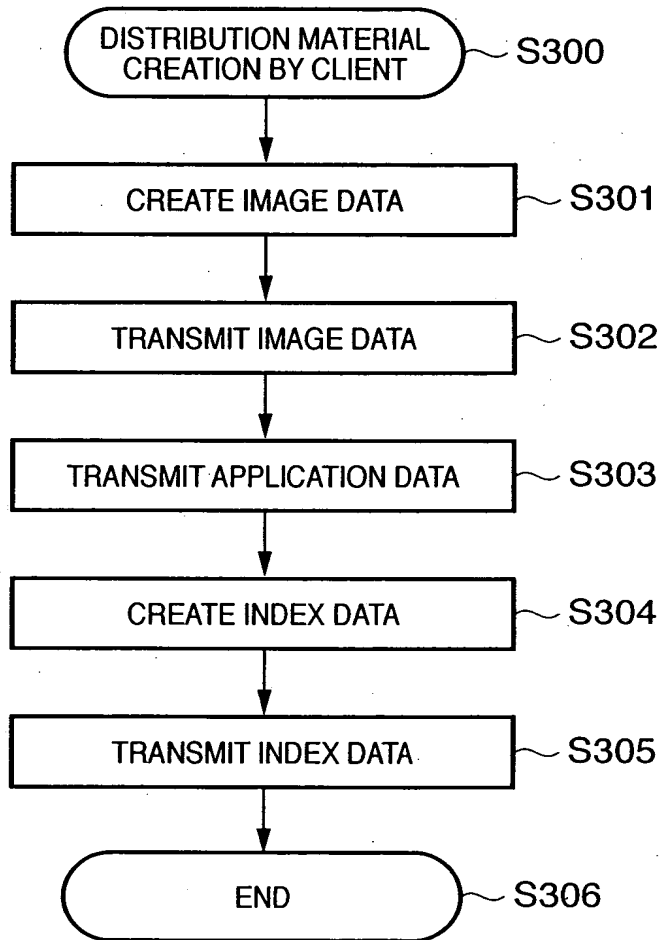 DISTRIBUTION MATERIAL
CREATION BY CLIENT
S300
CREATE IMAGE DATA
S301
TRANSMIT IMAGE DATA
S302
TRANSMIT APPLICATION DATA
S303
CREATE INDEX DATA
S304
TRANSMIT INDEX DATA
S305
END
S306